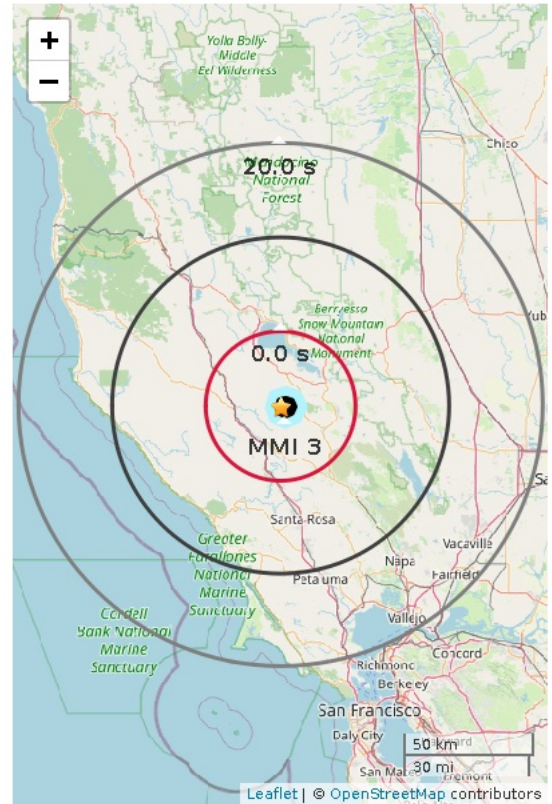 +
−
Yolla Bolly-
Middle
Eel Wilderness
Chico
20.0 s
Mendocino
National
Forest
Berryessa
Snow Mountain
National
Monument
0.0 s
MMI 3
Santa Rosa
Greater
Farallones
National
Marine
Sanctuary
Vacaville
Napa
Fairfield
Petaluma
Cordell
Bank National
Marine
Sanctuary
Vallejo
Concord
Richmond
Berkeley
San Francisco
Daly City
50 km
30 mi
Leaflet | © OpenStreetMap contributors